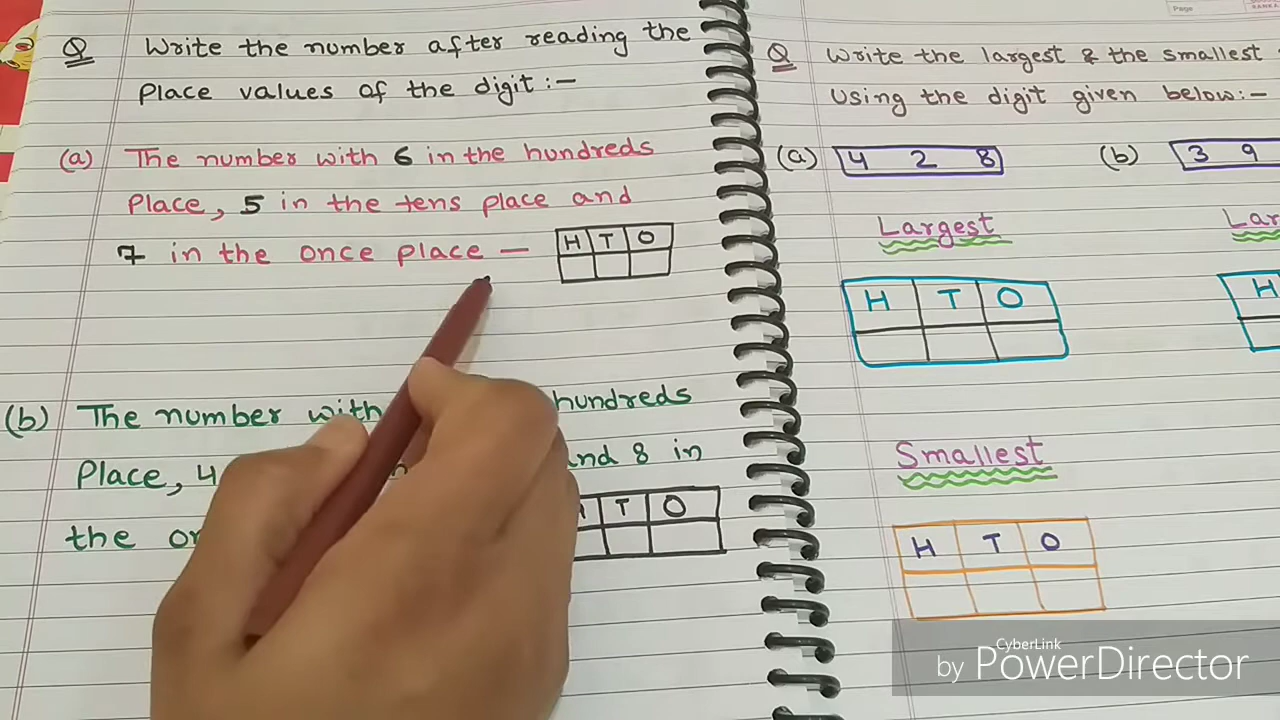 Q Write the number after reading the
Place values of the digit :-
(a) The number with 6 in the hundreds
Place, 5 in the tens place and
7 in the once place —
H T O
(b) The number with hundreds
Place, 4 and 8 in
the
T O
Q Write the largest & the smallest
Using the digit given below :-
(a) 4 2 8
(b) 3 9
Largest
H T O
H
Smallest
H T O
Page
CyberLink
by PowerDirector